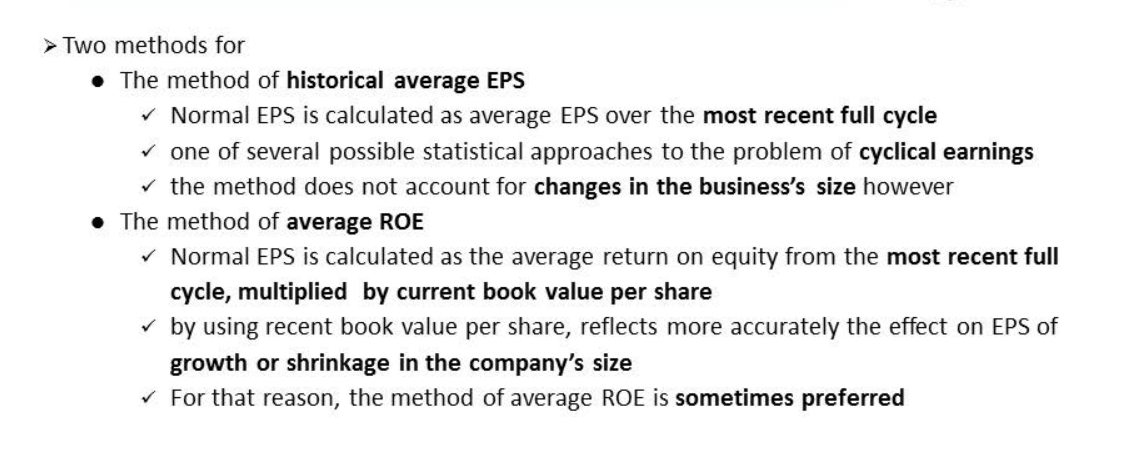 ➢ Two methods for
● The method of historical average EPS
✓ Normal EPS is calculated as average EPS over the most recent full cycle
✓ one of several possible statistical approaches to the problem of cyclical earnings
✓ the method does not account for changes in the business's size however
● The method of average ROE
✓ Normal EPS is calculated as the average return on equity from the most recent full
cycle, multiplied by current book value per share
✓ by using recent book value per share, reflects more accurately the effect on EPS of
growth or shrinkage in the company's size
✓ For that reason, the method of average ROE is sometimes preferred